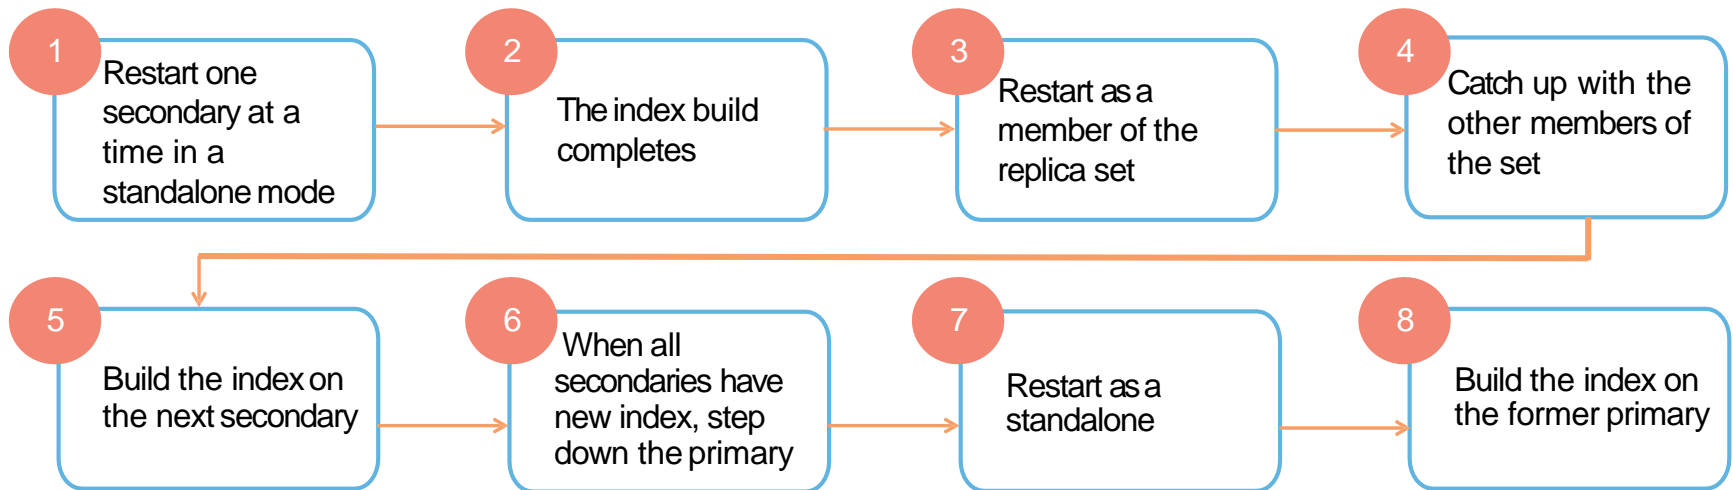 1
Restart one
secondary at a
time in a
standalone mode
2
The index build
completes
3
Restart as a
member of the
replica set
4
Catch up with the
other members of
the set
5
Build the index on
the next secondary
6
When all
secondaries have
new index, step
down the primary
7
Restart as a
standalone
8
Build the index on
the former primary